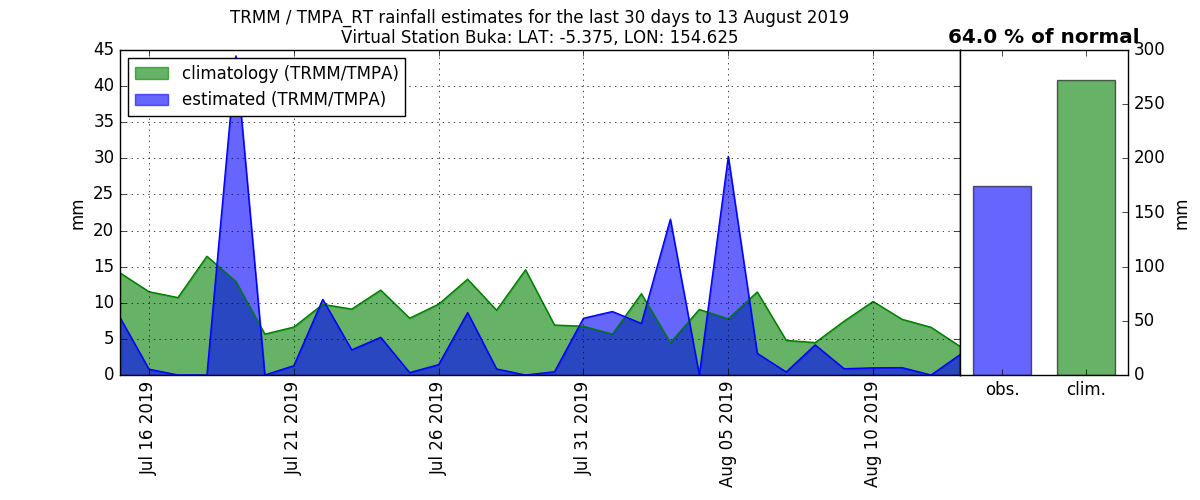 TRMM / TMPA_RT rainfall estimates for the last 30 days to 13 August 2019
Virtual Station Buka: LAT: -5.375, LON: 154.625
64.0 % of normal
climatology (TRMM/TMPA)
estimated (TRMM/TMPA)
45
40
35
30
25
20
15
10
5
0
mm
Jul 16 2019
Jul 21 2019
Jul 26 2019
Jul 31 2019
Aug 05 2019
Aug 10 2019
obs.
clim.
300
250
200
150
100
50
0
mm